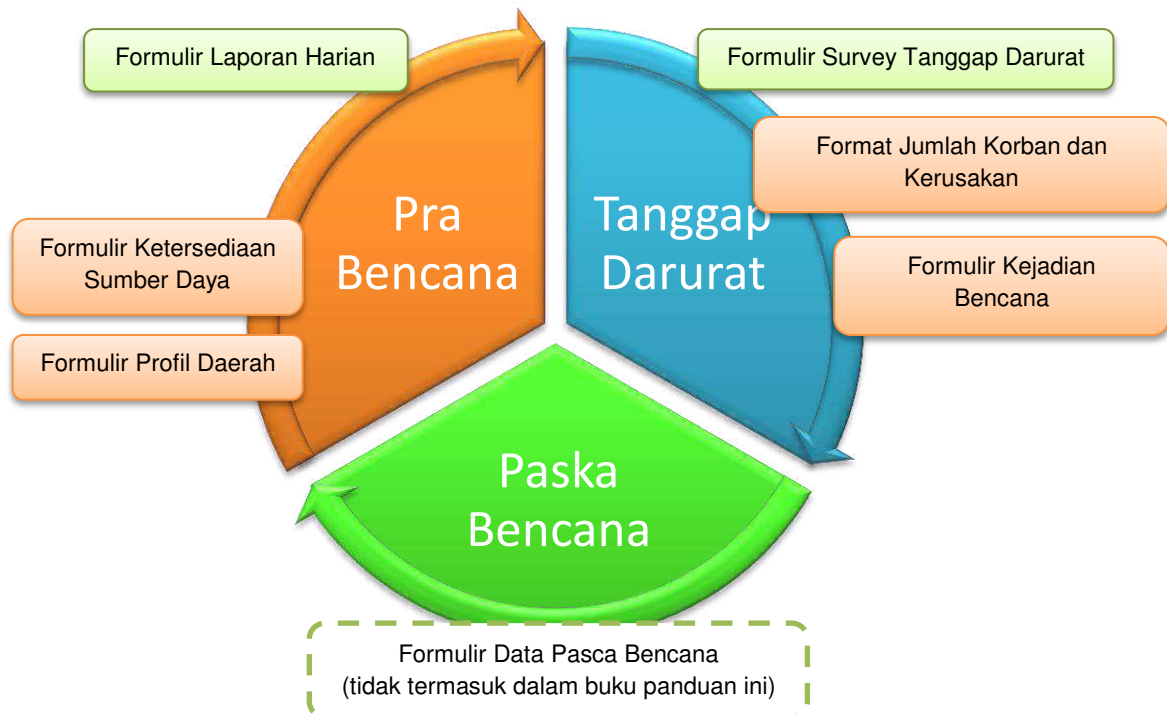 Formulir Laporan Harian
Formulir Survey Tanggap Darurat
Format Jumlah Korban dan
Kerusakan
Pra
Bencana
Tanggap
Darurat
Formulir Ketersediaan
Sumber Daya
Formulir Kejadian
Bencana
Formulir Profil Daerah
Paska
Bencana
Formulir Data Pasca Bencana
(tidak termasuk dalam buku panduan ini)